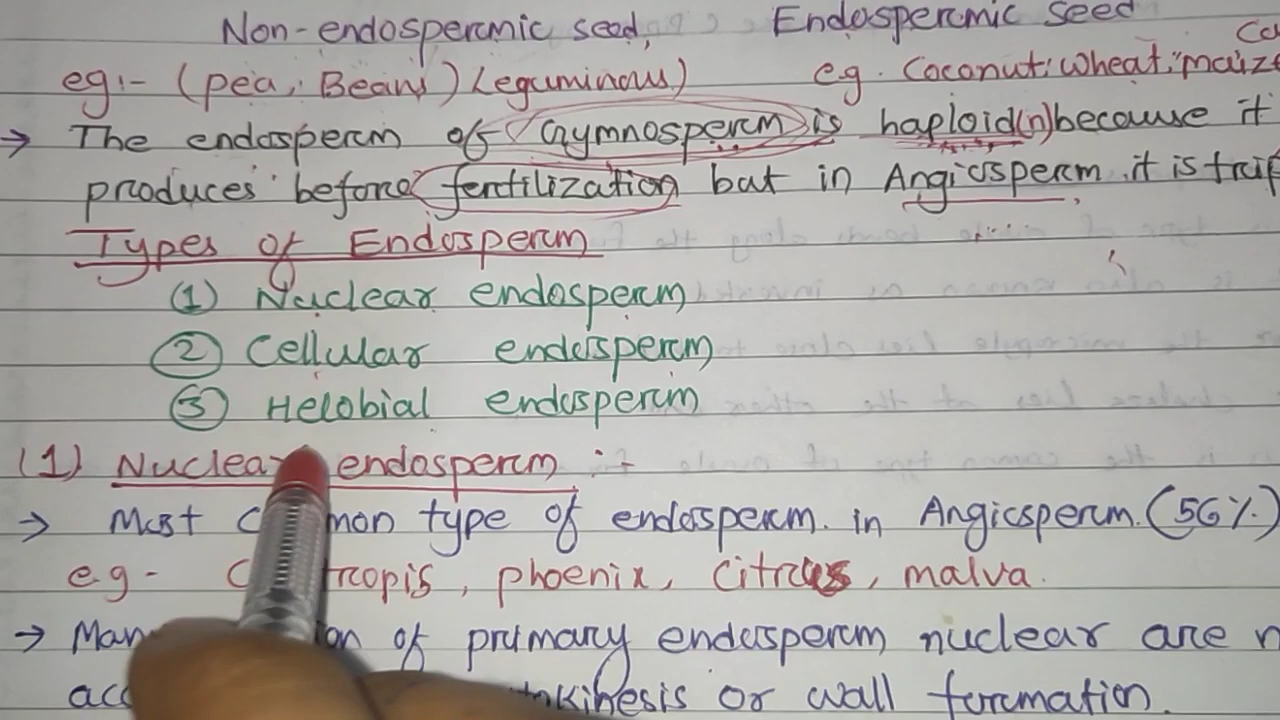 Non-endospermic seed, Endospermic seed
eg:- (pea, Beans) Leguminous) e.g. Coconut, wheat, maize
→ The endosperm of Gymnosperm is haploid(n) because it
produces before fertilization but in Angiosperm it is
Types of Endosperm
(1) Nuclear endosperm
(2) Cellular endosperm
(3) Helobial endosperm
(1) Nuclear endosperm :-
→ Most common type of endosperm. in Angiosperm. (56%)
e.g - phoenix, citrus, malva.
→ of primary endosperm nuclear are
or wall formation.